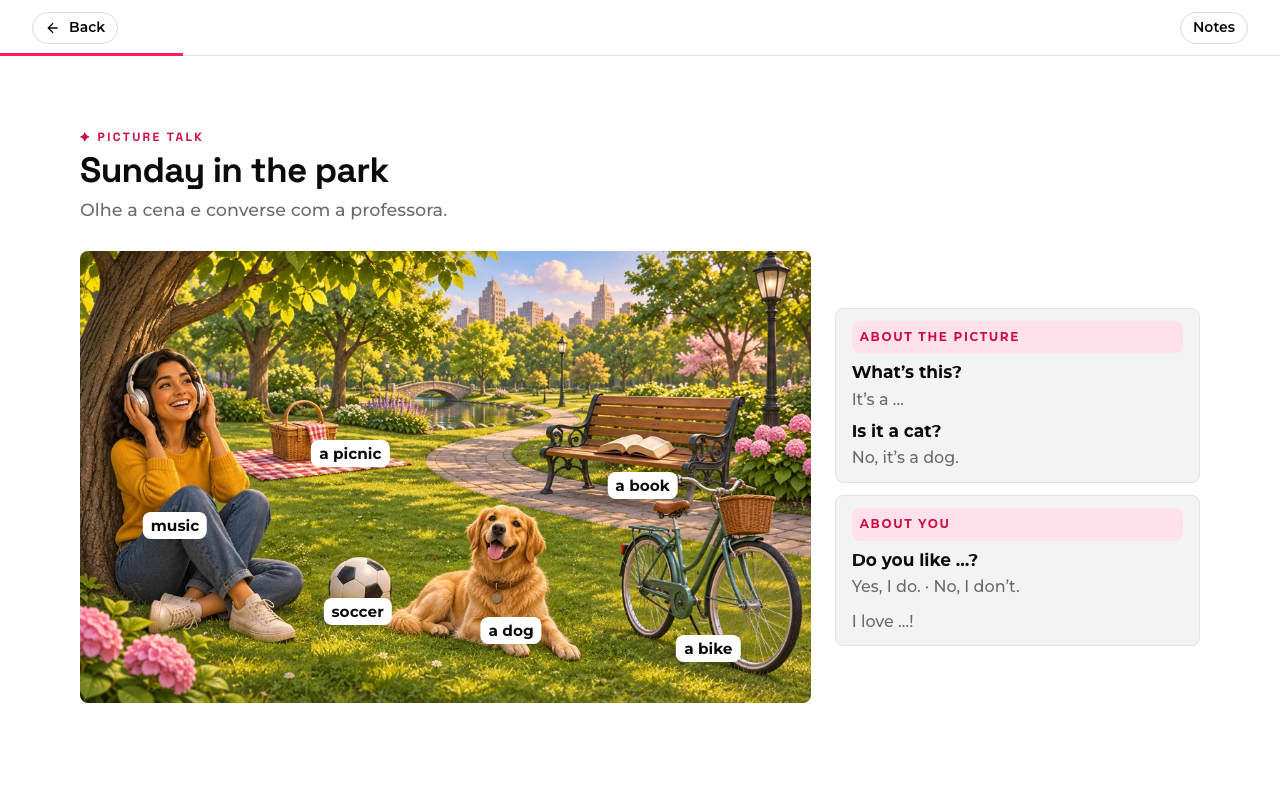 Back
Notes
PICTURE TALK
Sunday in the park
Olhe a cena e converse com a professora.
a picnic
a book
music
soccer
a dog
a bike
ABOUT THE PICTURE
What’s this?
It’s a ...
Is it a cat?
No, it’s a dog.
ABOUT YOU
Do you like ...?
Yes, I do. · No, I don’t.
I love ...!